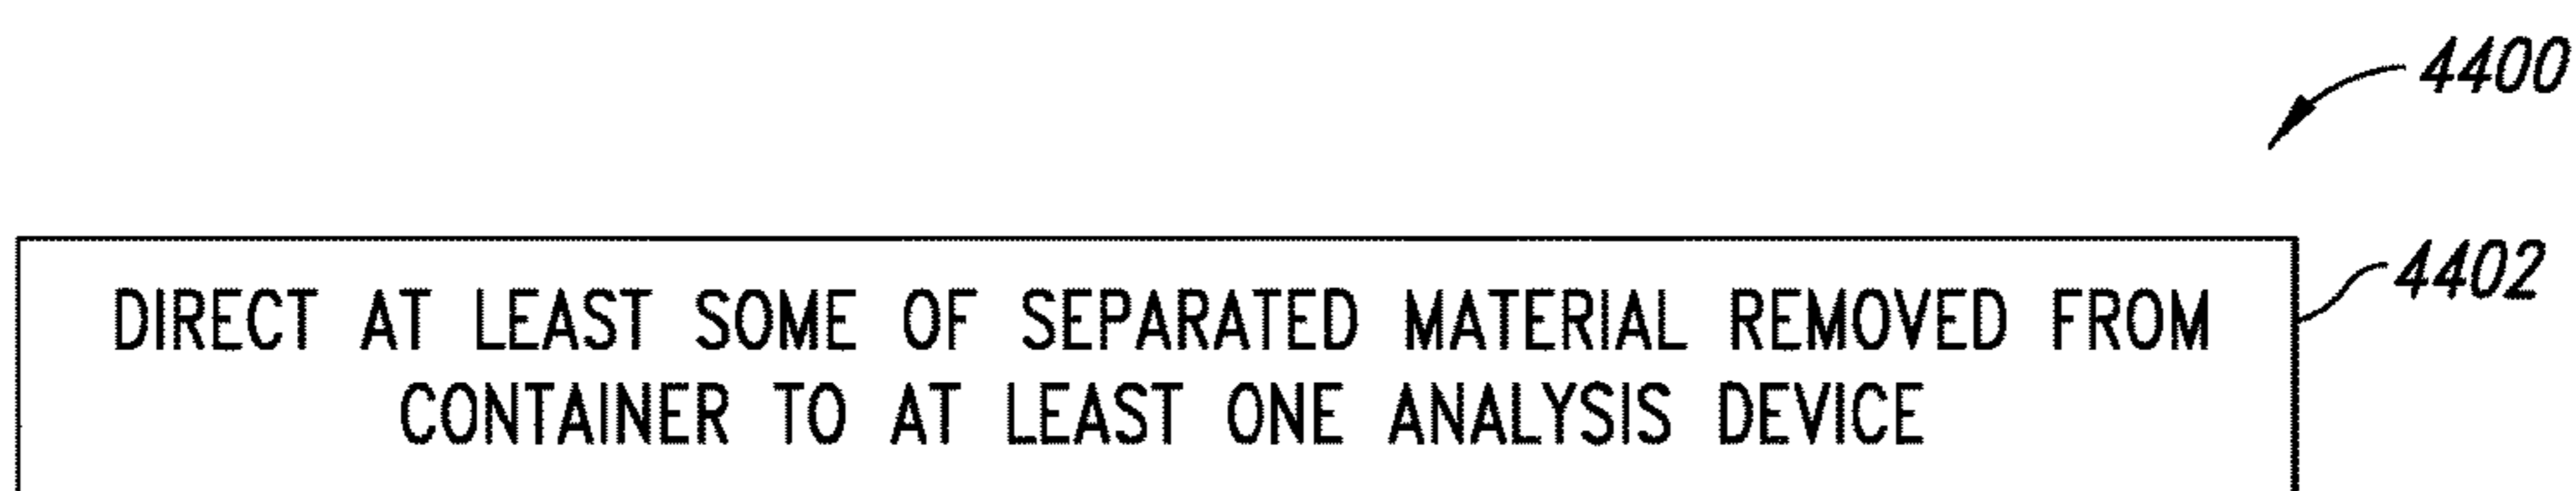 4400
4402
DIRECT AT LEAST SOME OF SEPARATED MATERIAL REMOVED FROM
CONTAINER TO AT LEAST ONE ANALYSIS DEVICE